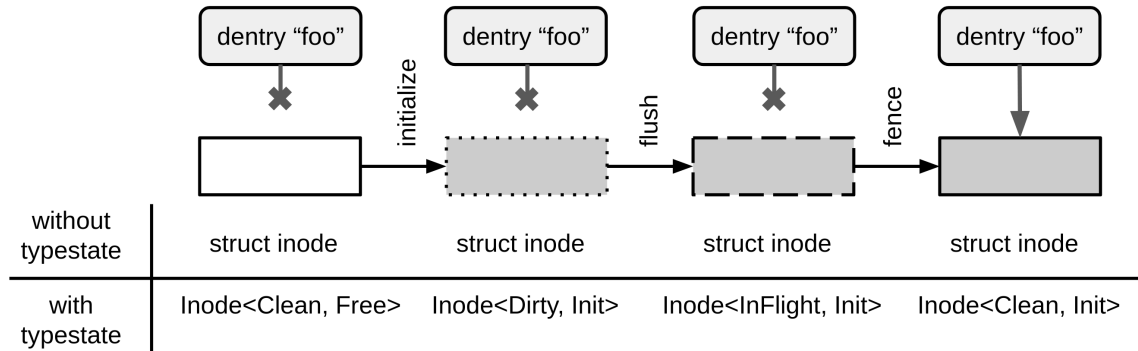 dentry “foo”
dentry “foo”
dentry “foo”
dentry “foo”
initialize
flush
fence
without
typestate
struct inode
struct inode
struct inode
struct inode
with
typestate
Inode<Clean, Free>
Inode<Dirty, Init>
Inode<InFlight, Init>
Inode<Clean, Init>